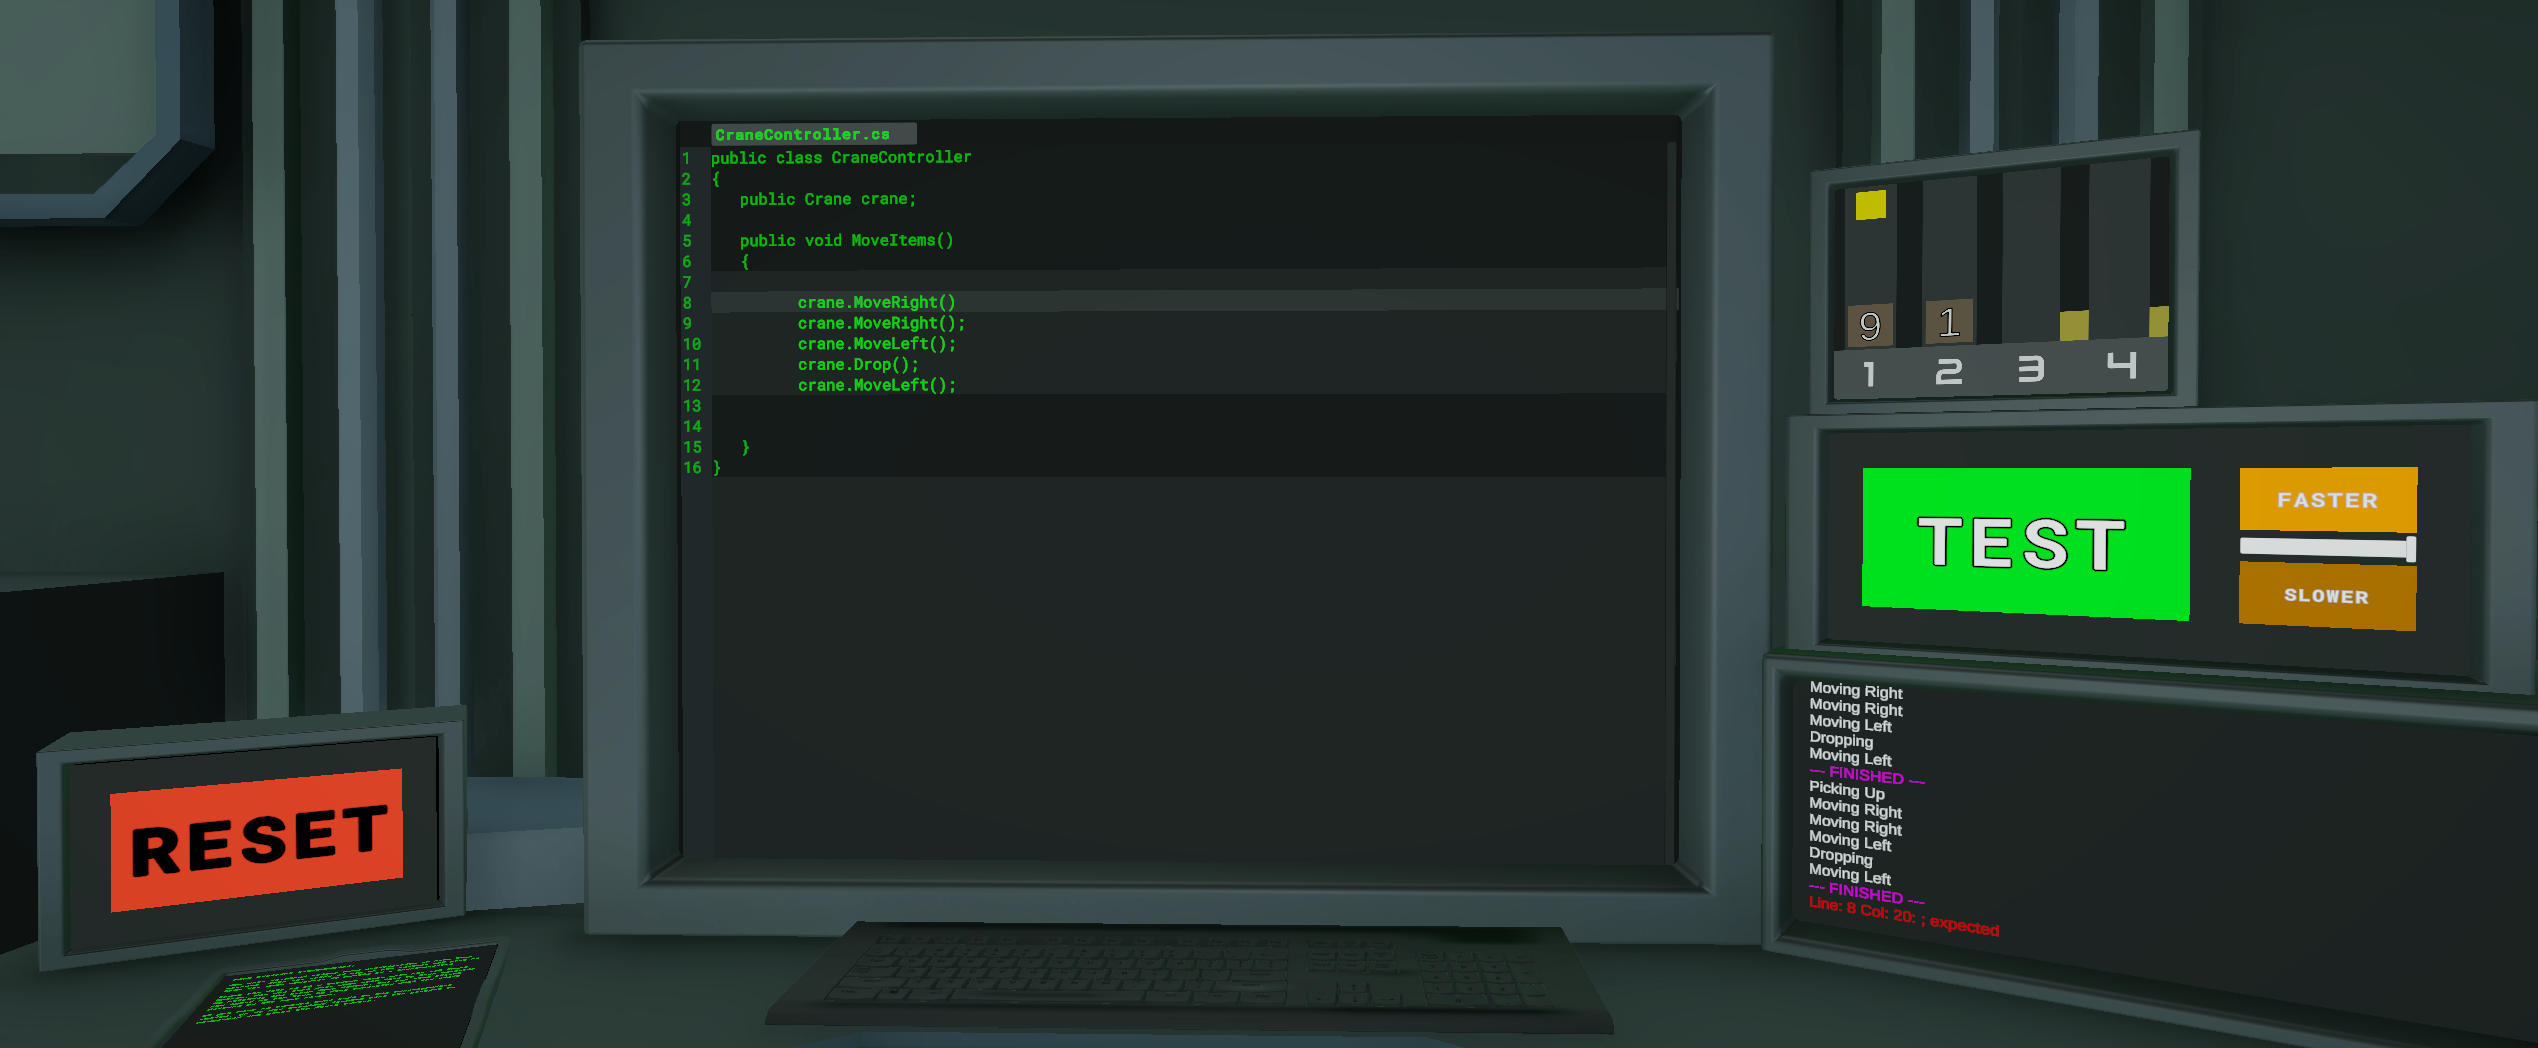 CraneController.cs
1 public class CraneController
2 {
3 public Crane crane;
4
5 public void MoveItems()
6 {
7
8 crane.MoveRight()
9 crane.MoveRight();
10 crane.MoveLeft();
11 crane.Drop();
12 crane.MoveLeft();
13
14
15 }
16 }
9 1
1 2 3 4
TEST
FASTER
SLOWER
Moving Right
Moving Right
Moving Left
Dropping
Moving Left
--- FINISHED ---
Picking Up
Moving Right
Moving Right
Moving Left
Dropping
Moving Left
--- FINISHED ---
Line: 8 Col: 20: ; expected
RESET